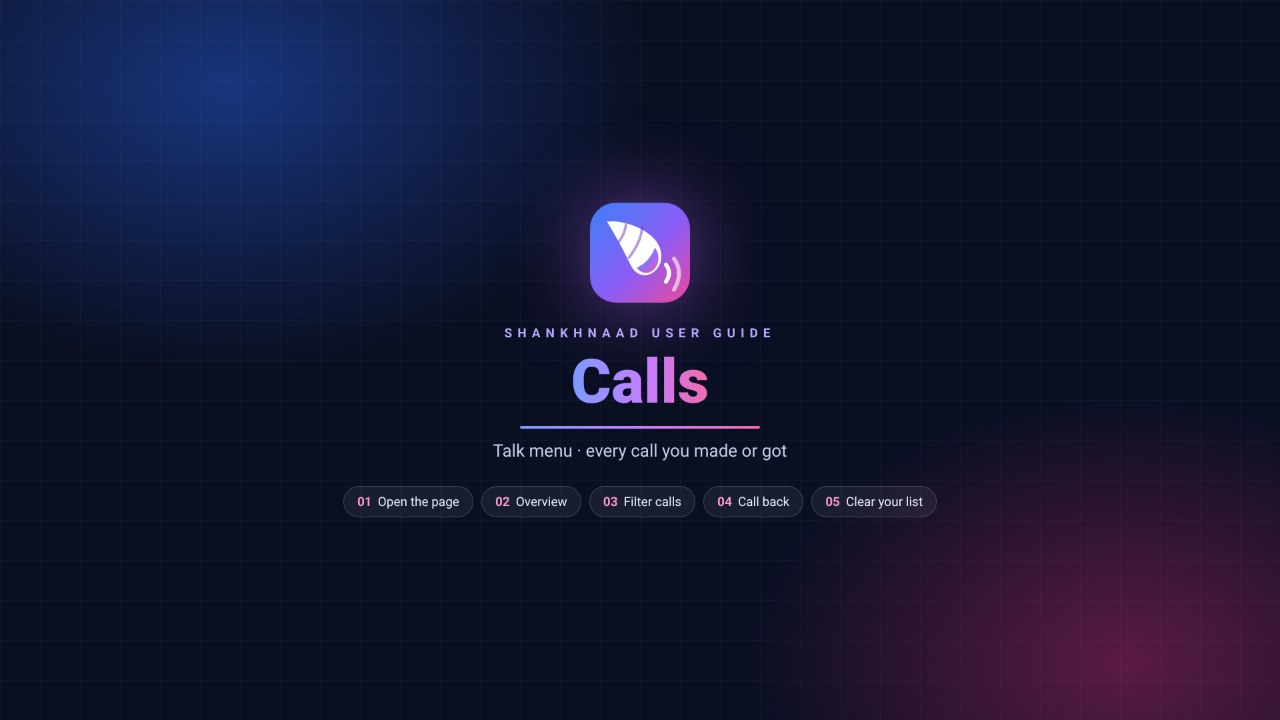 SHANKHNAAD USER GUIDE
Calls
Talk menu · every call you made or got
01 Open the page 02 Overview 03 Filter calls 04 Call back 05 Clear your list